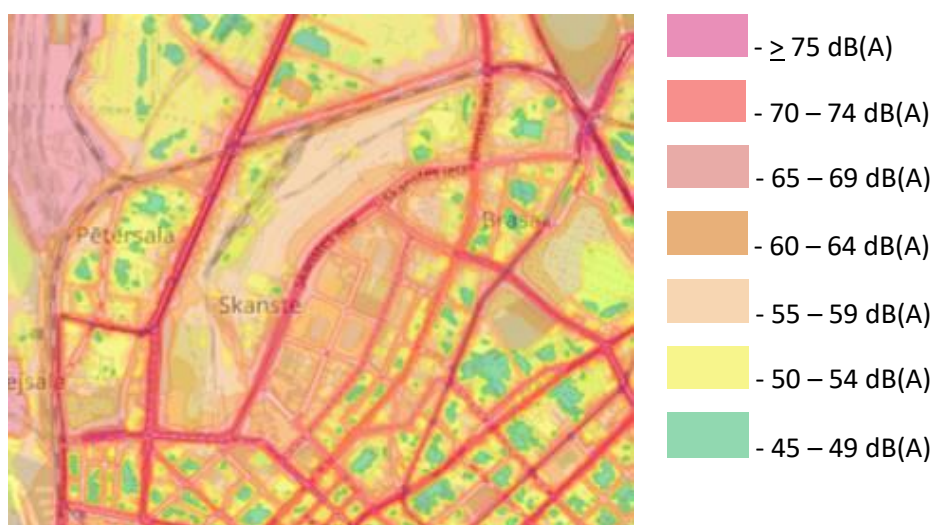 - ≥ 75 dB(A)
- 70 – 74 dB(A)
- 65 – 69 dB(A)
Pētersala
- 60 – 64 dB(A)
Skanste
- 55 – 59 dB(A)
ejsala
- 50 – 54 dB(A)
- 45 – 49 dB(A)